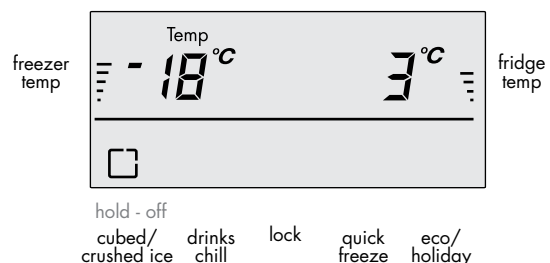 Temp
freezer
temp
-18°C
3°C
fridge
temp
hold - off
cubed/
crushed ice
drinks
chill
lock
quick
freeze
eco/
holiday